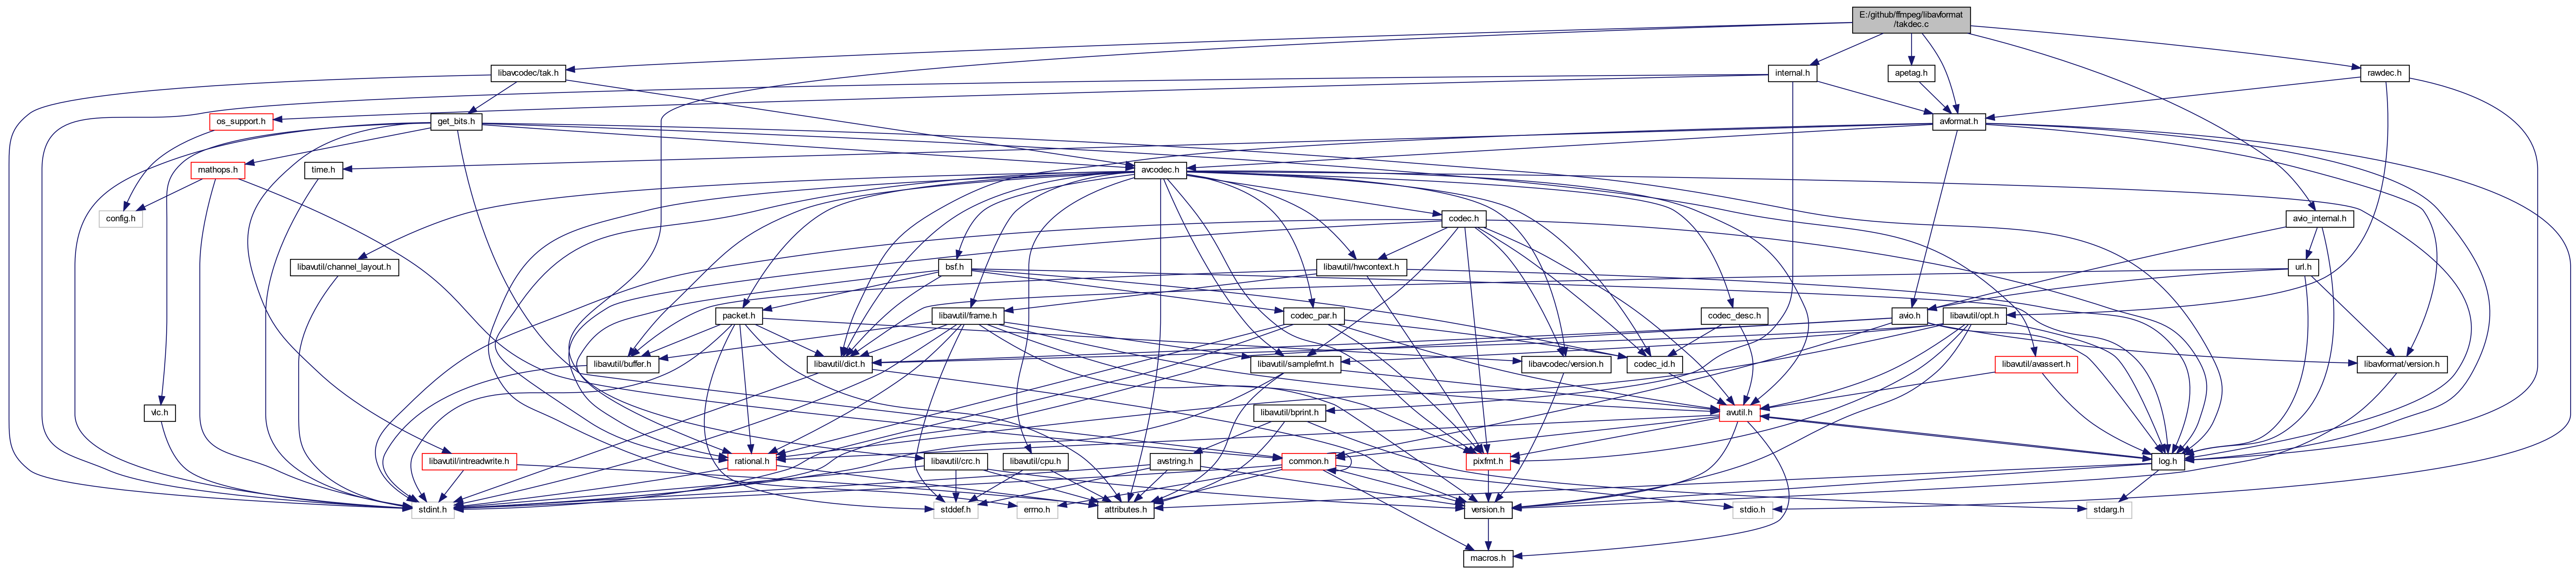 E:/github/ffmpeg/libavformat
/takdec.c
libavcodec/tak.h
internal.h
apetag.h
rawdec.h
os_support.h
get_bits.h
avformat.h
mathops.h
time.h
avcodec.h
config.h
codec.h
avio_internal.h
libavutil/channel_layout.h
bsf.h
libavutil/hwcontext.h
url.h
packet.h
libavutil/frame.h
codec_par.h
codec_desc.h
avio.h
libavutil/opt.h
libavutil/buffer.h
libavutil/dict.h
libavutil/samplefmt.h
libavcodec/version.h
codec_id.h
libavutil/avassert.h
libavformat/version.h
vlc.h
libavutil/bprint.h
avutil.h
libavutil/intreadwrite.h
rational.h
libavutil/crc.h
libavutil/cpu.h
avstring.h
common.h
pixfmt.h
log.h
stdint.h
stddef.h
errno.h
attributes.h
version.h
stdio.h
stdarg.h
macros.h